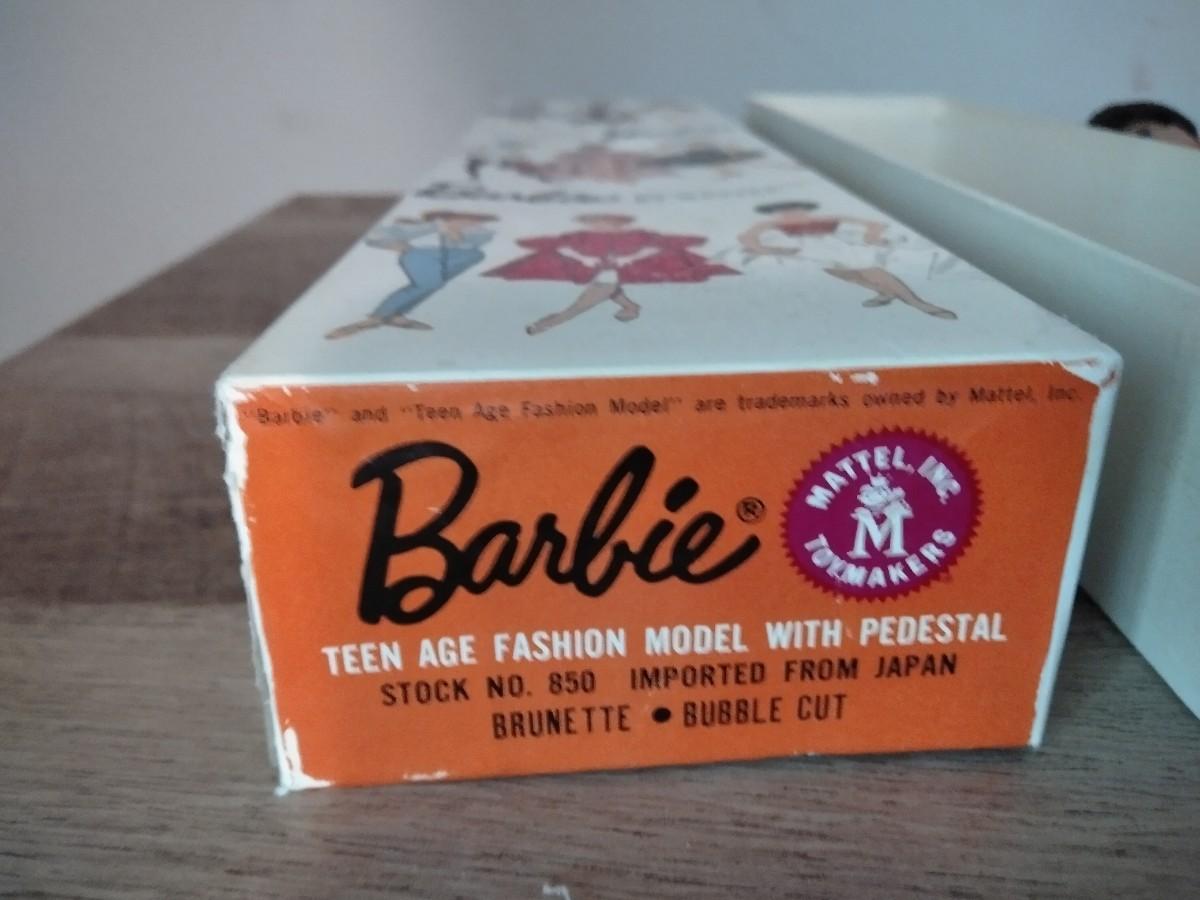 "Barbie" and "Teen Age Fashion Model" are trademarks owned by Mattel, Inc.
Barbie®
MATTEL, INC.
M
TOYMAKERS
TEEN AGE FASHION MODEL WITH PEDESTAL
STOCK NO. 850 IMPORTED FROM JAPAN
BRUNETTE • BUBBLE CUT